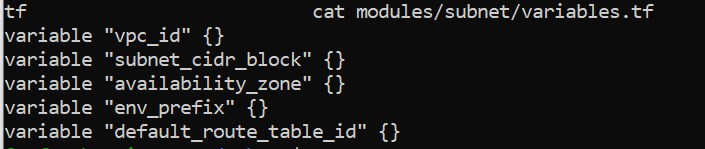 tf cat modules/subnet/variables.tf
variable "vpc_id" {}
variable "subnet_cidr_block" {}
variable "availability_zone" {}
variable "env_prefix" {}
variable "default_route_table_id" {}